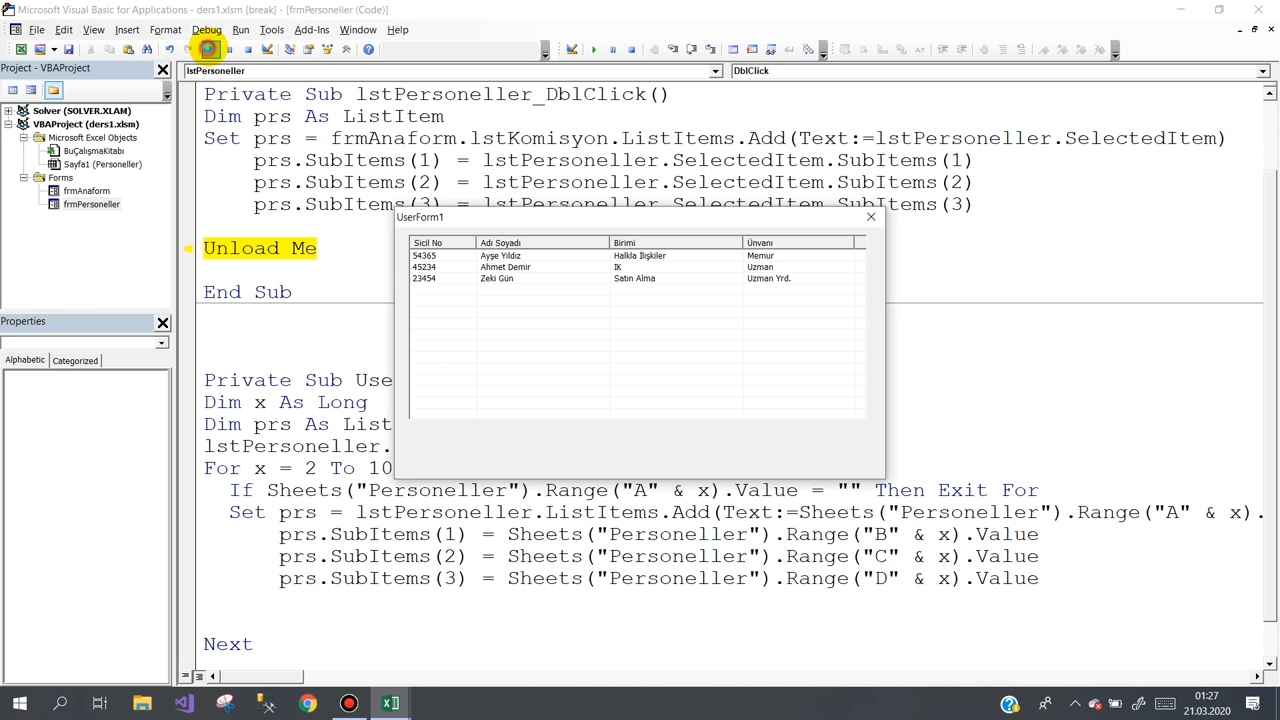 Microsoft Visual Basic for Applications - ders1.xlsm [break] - [frmPersoneller (Code)]
File Edit View Insert Format Debug Run Tools Add-Ins Window Help
Project - VBAProject
lstPersoneller
DblClick
Solver (SOLVER.XLAM)
VBAProject (ders1.xlsm)
Microsoft Excel Objects
BuÇalışmaKitabı
Sayfa1 (Personeller)
Forms
frmAnaform
frmPersoneller
Properties
Alphabetic Categorized
Private Sub lstPersoneller_DblClick()
Dim prs As ListItem
Set prs = frmAnaform.lstKomisyon.ListItems.Add(Text:=lstPersoneller.SelectedItem)
prs.SubItems(1) = lstPersoneller.SelectedItem.SubItems(1)
prs.SubItems(2) = lstPersoneller.SelectedItem.SubItems(2)
prs.SubItems(3) = lstPersoneller.SelectedItem.SubItems(3)
Unload Me
End Sub
UserForm1
Sicil No Adı Soyadı Birimi Ünvanı
54365 Ayşe Yıldız Halkla İlişkiler Memur
45234 Ahmet Demir IK Uzman
23454 Zeki Gün Satın Alma Uzman Yrd.
Private Sub Use
Dim x As Long
Dim prs As List
lstPersoneller.
For x = 2 To 10
If Sheets("Personeller").Range("A" & x).Value = "" Then Exit For
Set prs = lstPersoneller.ListItems.Add(Text:=Sheets("Personeller").Range("A" & x).
prs.SubItems(1) = Sheets("Personeller").Range("B" & x).Value
prs.SubItems(2) = Sheets("Personeller").Range("C" & x).Value
prs.SubItems(3) = Sheets("Personeller").Range("D" & x).Value
Next
01:27
21.03.2020